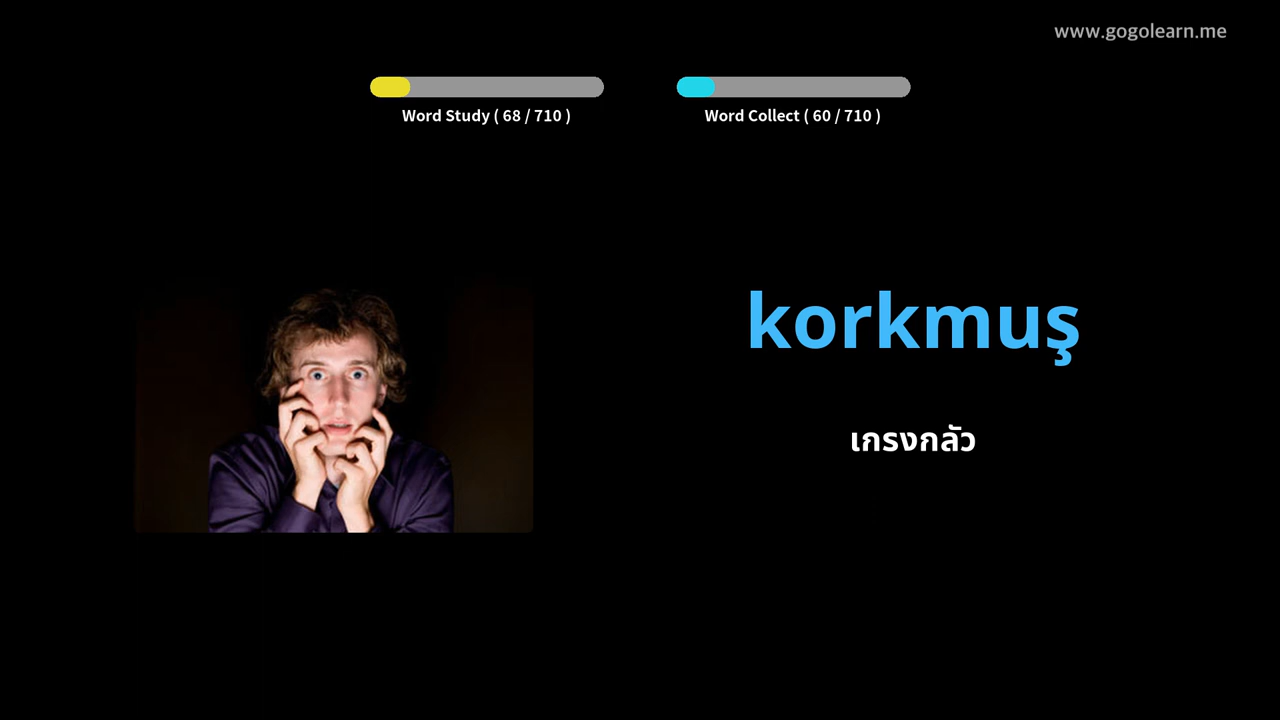 www.gogolearn.me
Word Study ( 68 / 710 )
Word Collect ( 60 / 710 )
korkmuş
เกรงกลัว